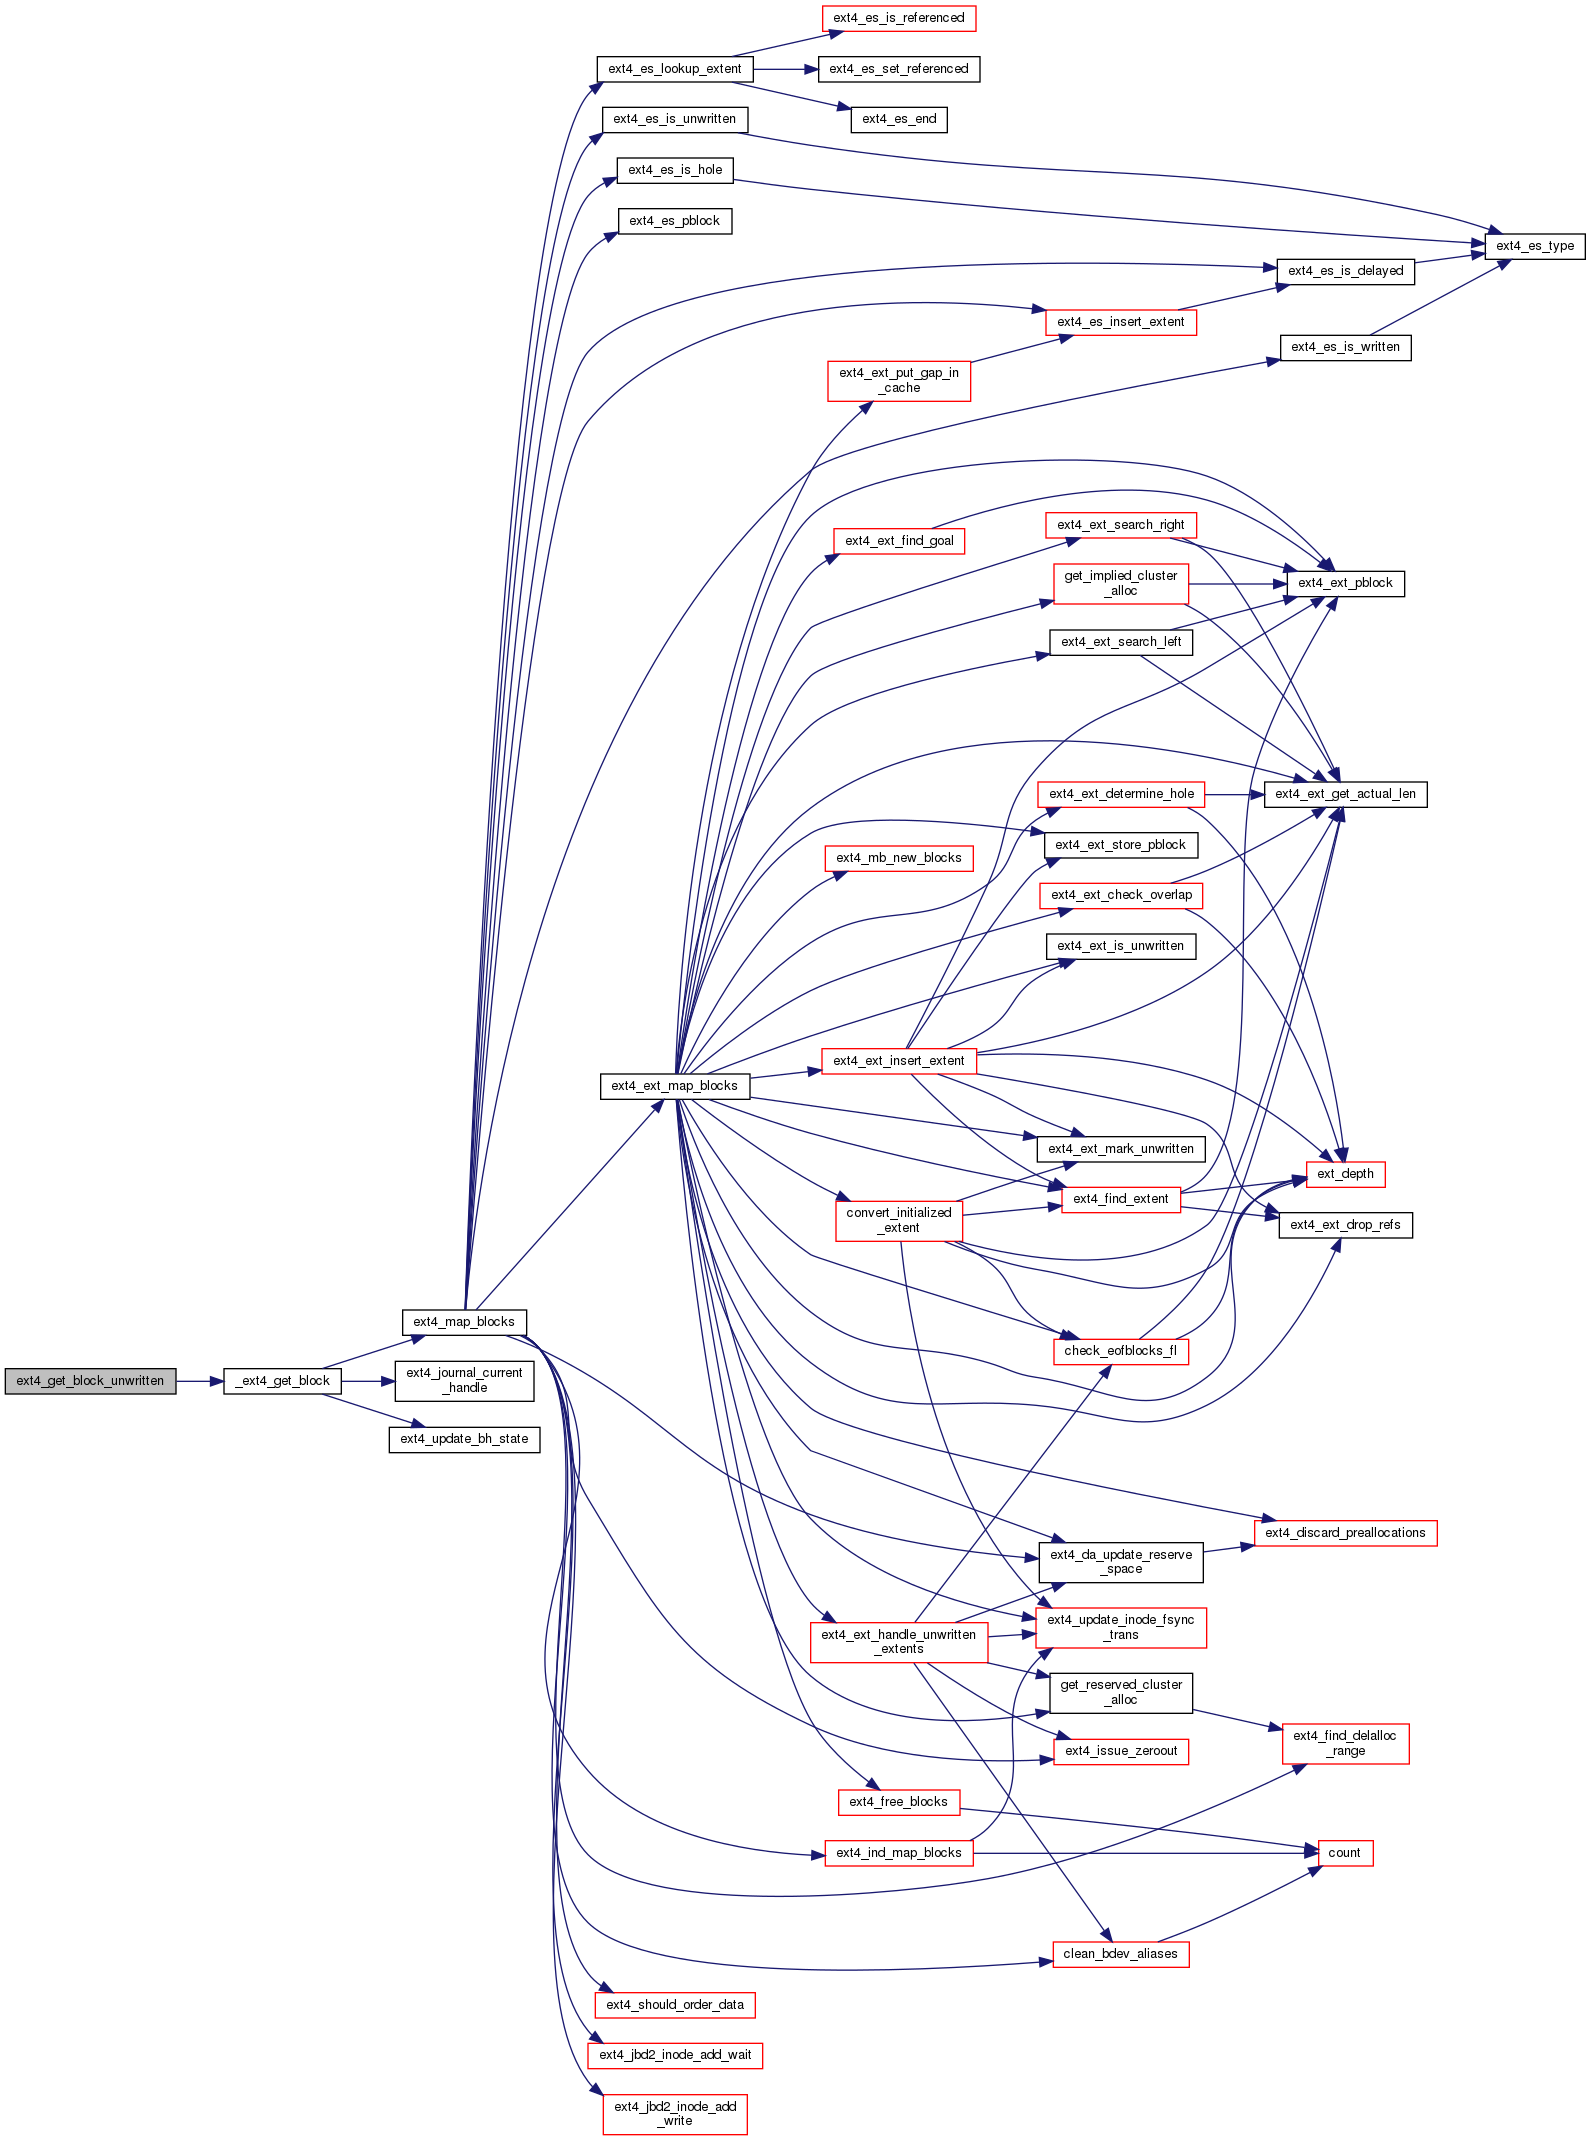 ext4_es_is_referenced
ext4_es_lookup_extent
ext4_es_set_referenced
ext4_es_end
ext4_es_is_unwritten
ext4_es_is_hole
ext4_es_pblock
ext4_es_type
ext4_es_is_delayed
ext4_es_insert_extent
ext4_es_is_written
ext4_ext_put_gap_in
_cache
ext4_ext_search_right
ext4_ext_find_goal
get_implied_cluster
_alloc
ext4_ext_pblock
ext4_ext_search_left
ext4_ext_determine_hole
ext4_ext_get_actual_len
ext4_ext_store_pblock
ext4_mb_new_blocks
ext4_ext_check_overlap
ext4_ext_is_unwritten
ext4_ext_insert_extent
ext4_ext_map_blocks
ext4_ext_mark_unwritten
ext_depth
ext4_find_extent
convert_initialized
_extent
ext4_ext_drop_refs
ext4_map_blocks
check_eofblocks_fl
ext4_get_block_unwritten
_ext4_get_block
ext4_journal_current
_handle
ext4_update_bh_state
ext4_discard_preallocations
ext4_da_update_reserve
_space
ext4_update_inode_fsync
_trans
ext4_ext_handle_unwritten
_extents
get_reserved_cluster
_alloc
ext4_find_delalloc
_range
ext4_issue_zeroout
ext4_free_blocks
ext4_ind_map_blocks
count
clean_bdev_aliases
ext4_should_order_data
ext4_jbd2_inode_add_wait
ext4_jbd2_inode_add
_write